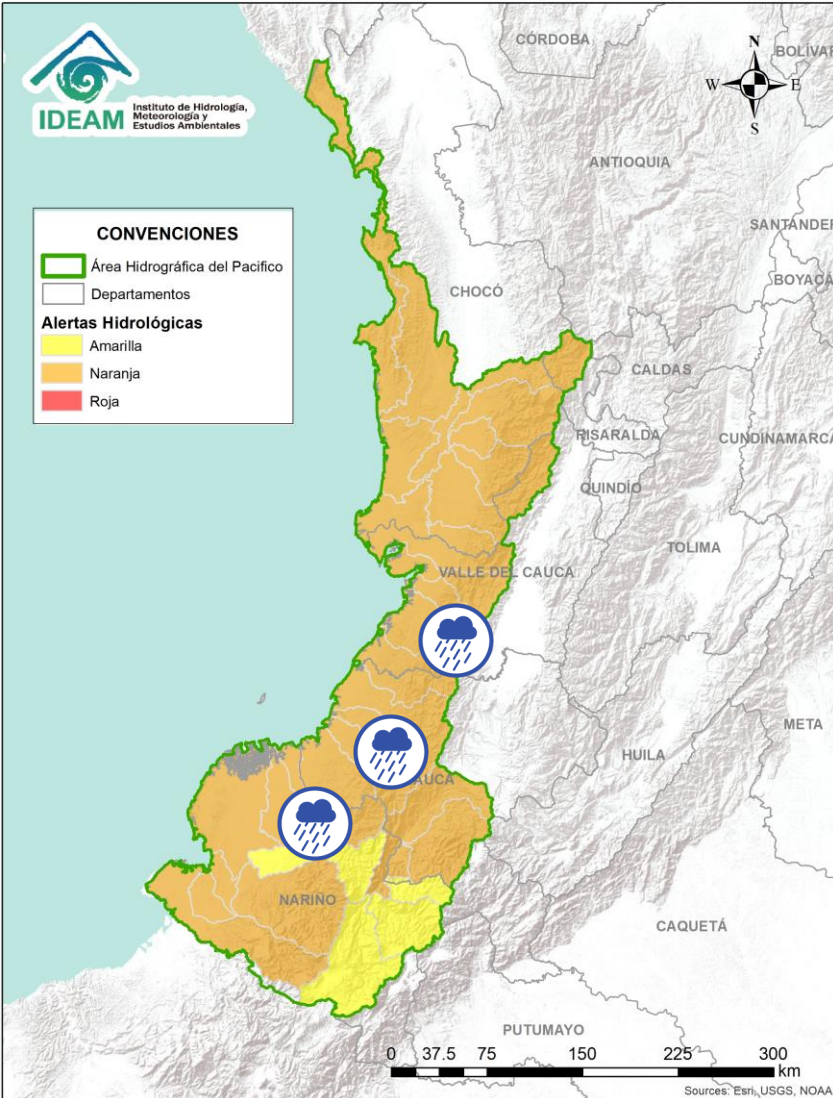 IDEAM
Instituto de Hidrología,
Meteorología y
Estudios Ambientales
CÓRDOBA
BOLÍVAR
N
W
E
S
ANTIOQUIA
SANTANDER
BOYACÁ
CONVENCIONES
Área Hidrográfica del Pacifico
Departamentos
Alertas Hidrológicas
Amarilla
Naranja
Roja
CHOCÓ
CALDAS
RISARALDA
CUNDINAMARCA
QUINDÍO
TOLIMA
VALLE DEL CAUCA
META
HUILA
AUCA
NARIÑO
CAQUETÁ
PUTUMAYO
0 37.5 75 150 225 300
km
Sources: Esri, USGS, NOAA